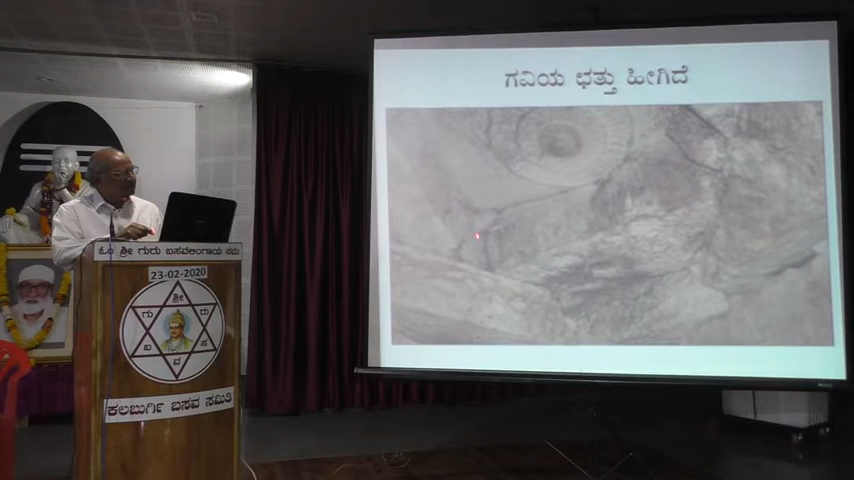 ಗವಿಯ ಛತ್ತು ಹೀಗಿದೆ
ಓಂ ಶ್ರೀ ಗುರು ಬಸವಲಿಂಗಾಯ ನಮಃ
23-02-2020
ಶ್ರೀ
ಗು ರು
ಬ ಸ
ವ
ಕಲಬುರ್ಗಿ ಬಸವ ಸಮಿತಿ